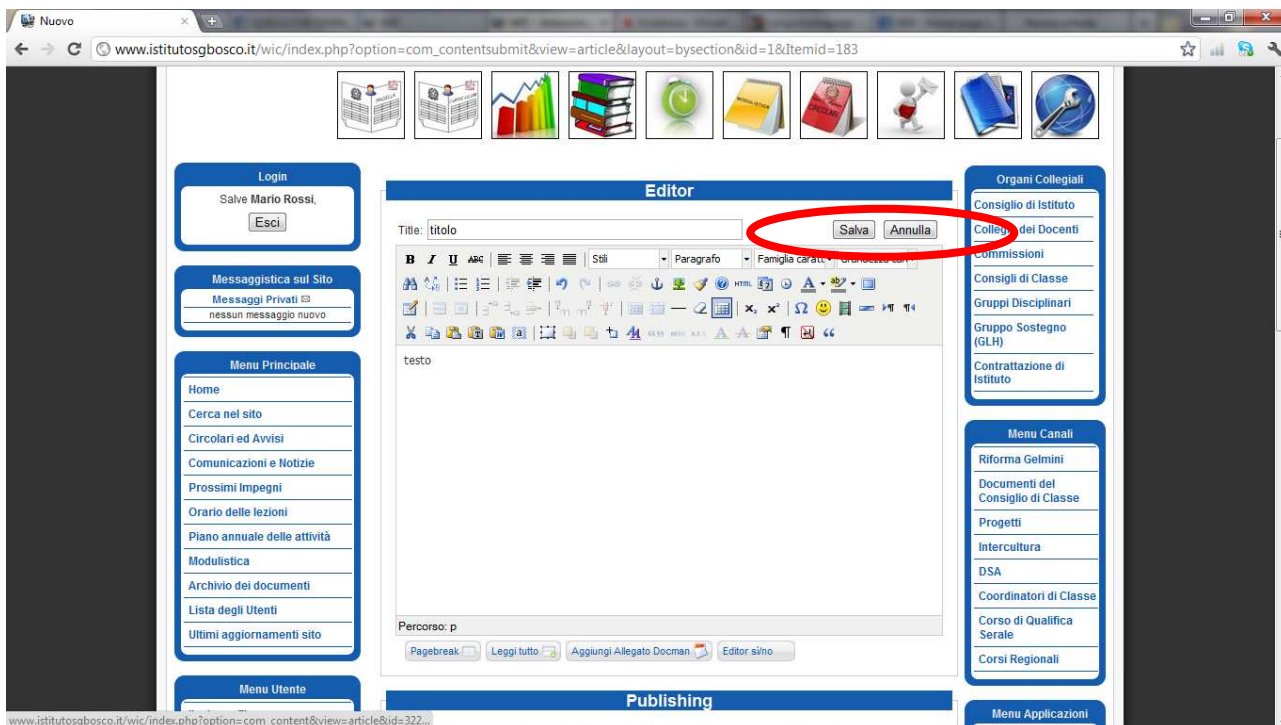 Nuovo
www.istitutosgbosco.it/wic/index.php?option=com_contentsubmit&view=article&layout=bysection&id=1&Itemid=183
MODULISTICA
CIRCOLARI
Login
Salve Mario Rossi,
Esci
Messaggistica sul Sito
Messaggi Privati
nessun messaggio nuovo
Menu Principale
Home
Cerca nel sito
Circolari ed Avvisi
Comunicazioni e Notizie
Prossimi Impegni
Orario delle lezioni
Piano annuale delle attività
Modulistica
Archivio dei documenti
Lista degli Utenti
Ultimi aggiornamenti sito
Menu Utente
Editor
Title: titolo
Salva Annulla
B I U ABC Stili Paragrafo Famiglia caratt
HTML
testo
Percorso: p
Pagebreak Leggi tutto Aggiungi Allegato Docman Editor sì/no
Publishing
Organi Collegiali
Consiglio di Istituto
Collegio dei Docenti
Commissioni
Consigli di Classe
Gruppi Disciplinari
Gruppo Sostegno
(GLH)
Contrattazione di
Istituto
Menu Canali
Riforma Gelmini
Documenti del
Consiglio di Classe
Progetti
Intercultura
DSA
Coordinatori di Classe
Corso di Qualifica
Serale
Corsi Regionali
Menu Applicazioni
www.istitutosgbosco.it/wic/index.php?option=com_content&view=article&id=322...